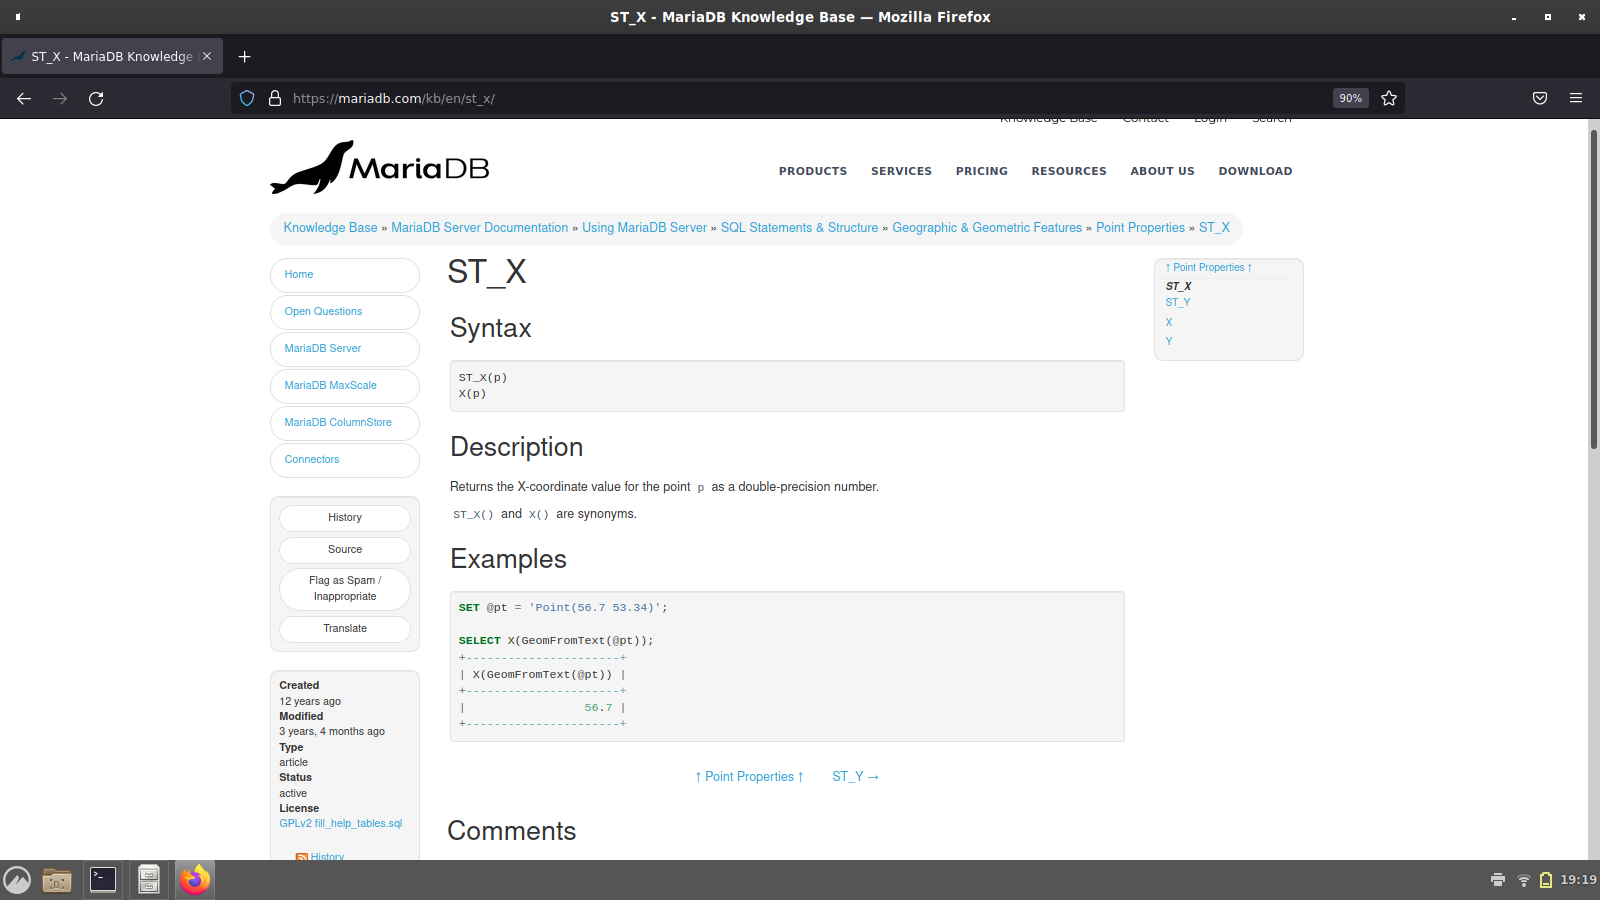 ST_X - MariaDB Knowledge Base — Mozilla Firefox
ST_X - MariaDB Knowledge
https://mariadb.com/kb/en/st_x/
90%
Knowledge Base Contact Login Search
MariaDB
PRODUCTS SERVICES PRICING RESOURCES ABOUT US DOWNLOAD
Knowledge Base » MariaDB Server Documentation » Using MariaDB Server » SQL Statements & Structure » Geographic & Geometric Features » Point Properties » ST_X
Home
Open Questions
MariaDB Server
MariaDB MaxScale
MariaDB ColumnStore
Connectors
History
Source
Flag as Spam /
Inappropriate
Translate
Created
12 years ago
Modified
3 years, 4 months ago
Type
article
Status
active
License
GPLv2 fill_help_tables.sql
History
ST_X
Syntax
ST_X(p)
X(p)
Description
Returns the X-coordinate value for the point p as a double-precision number.
ST_X() and X() are synonyms.
Examples
SET @pt = 'Point(56.7 53.34)';
SELECT X(GeomFromText(@pt));
+----------------------+
| X(GeomFromText(@pt)) |
+----------------------+
|                 56.7 |
+----------------------+
↑ Point Properties ↑ ST_Y →
Comments
↑ Point Properties ↑
ST_X
ST_Y
X
Y
19:19